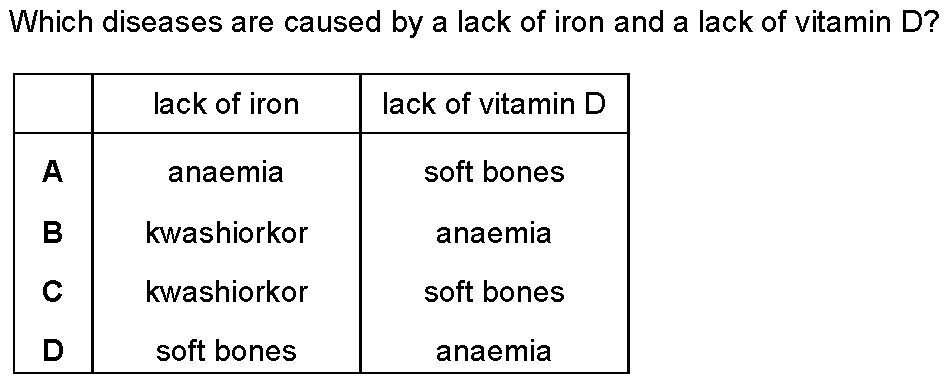 Which diseases are caused by a lack of iron and a lack of vitamin D?
lack of iron lack of vitamin D
A anaemia soft bones
B kwashiorkor anaemia
C kwashiorkor soft bones
D soft bones anaemia